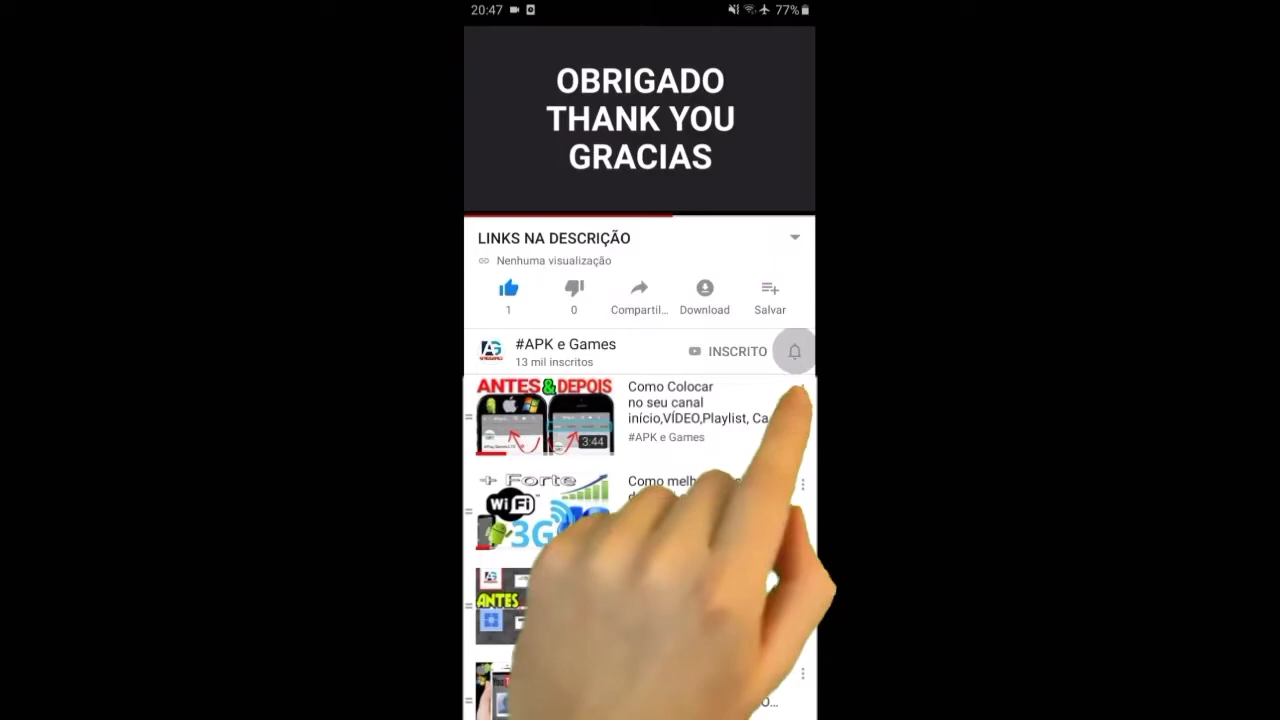 20:47
77%
OBRIGADO
THANK YOU
GRACIAS
LINKS NA DESCRIÇÃO
Nenhuma visualização
1
0
Compartil...
Download
Salvar
#APK e Games
13 mil inscritos
INSCRITO
ANTES & DEPOIS
3:44
Como Colocar
no seu canal
início,VÍDEO,Playlist, Ca
#APK e Games
+ Forte
WiFi
3G
Como melh
ANTES